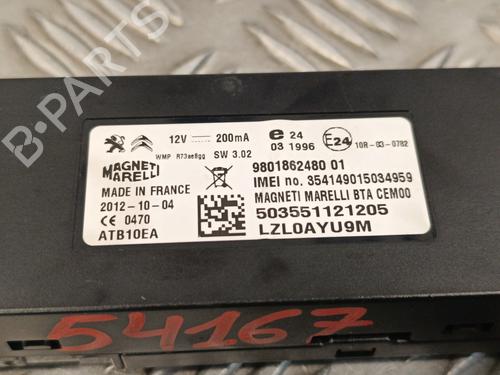 B-PARTS
12V 200mA
e 24
03 1996
E24
10R-03-0782
WMP R73ae8gg SW 3.02
MAGNETI
MARELLI
9801862480 01
IMEI no. 354149015034959
MADE IN FRANCE
MAGNETI MARELLI BTA CEM00
2012-10-04
503551121205
CE 0470
LZL0AYU9M
ATB10EA
54167